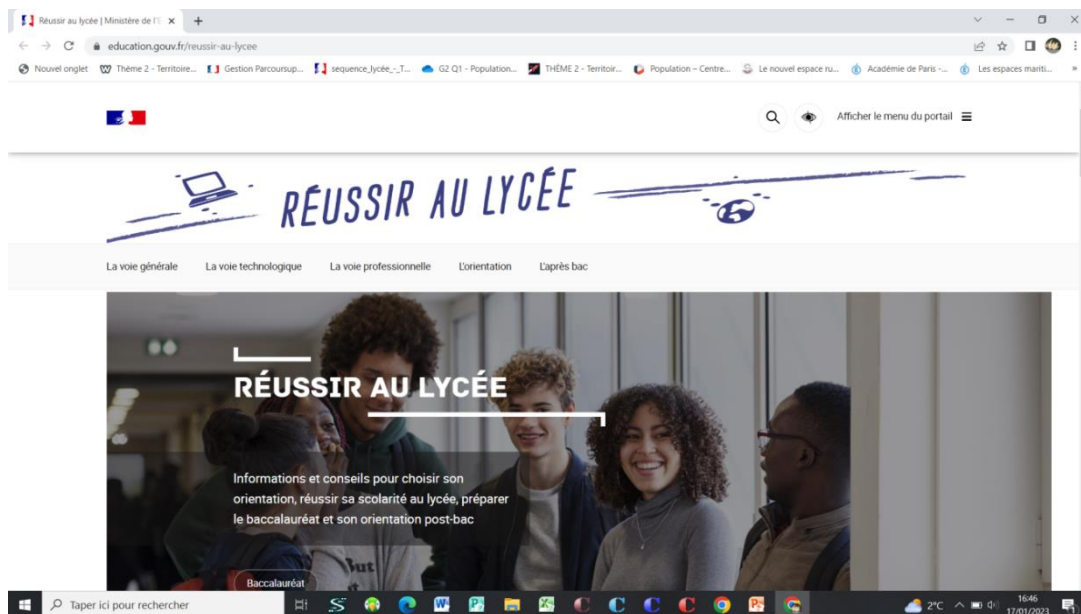 Réussir au lycée | Ministère de l'
education.gouv.fr/reussir-au-lycee
Nouvel onglet Thème 2 - Territoire... Gestion Parcoursup... sequence_lycée_-_T... G2 Q1 - Population... THÈME 2 - Territoir... Population – Centre... Le nouvel espace ru... Académie de Paris -... Les espaces mariti... »
Afficher le menu du portail
RÉUSSIR AU LYCÉE
La voie générale La voie technologique La voie professionnelle L'orientation L'après bac
RÉUSSIR AU LYCÉE
Informations et conseils pour choisir son
orientation, réussir sa scolarité au lycée, préparer
le baccalauréat et son orientation post-bac
Baccalauréat
Taper ici pour rechercher 2°C 16:46
17/01/2023